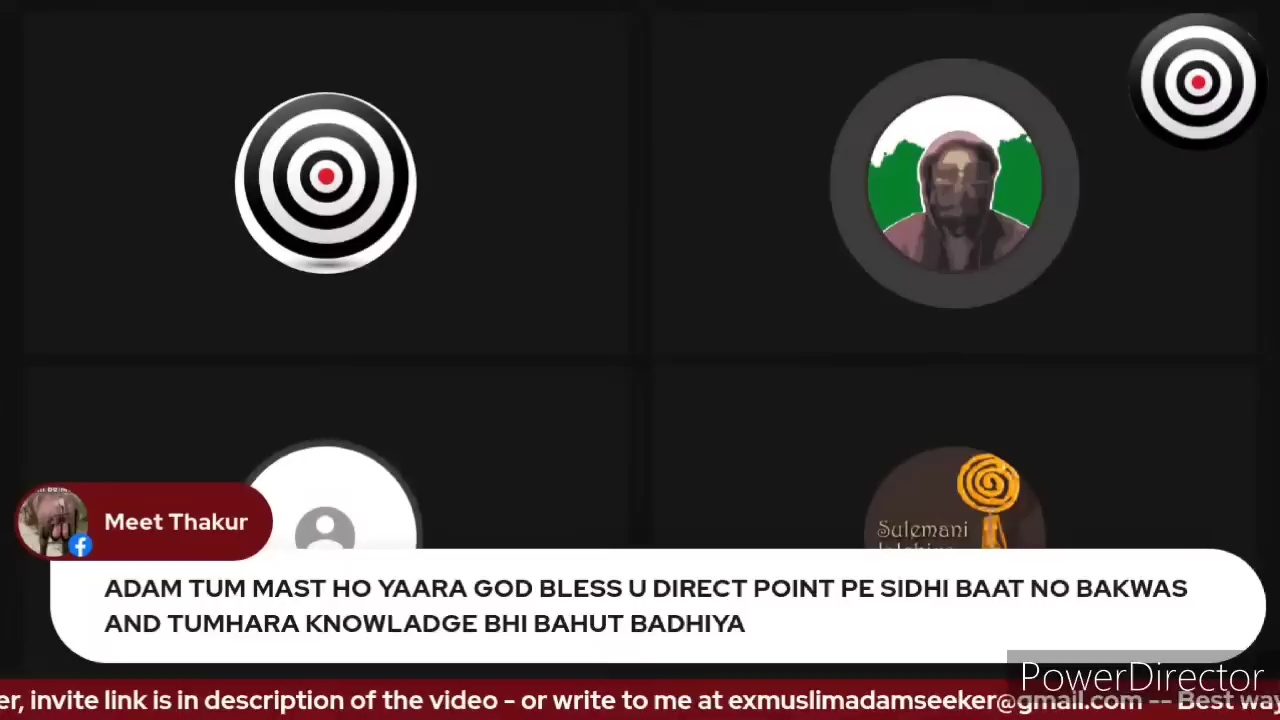 Sulemani
Meet Thakur
ADAM TUM MAST HO YAARA GOD BLESS U DIRECT POINT PE SIDHI BAAT NO BAKWAS
AND TUMHARA KNOWLADGE BHI BAHUT BADHIYA
PowerDirector
er, invite link is in description of the video - or write to me at exmuslimadamseeker@gmail.com -- Best way